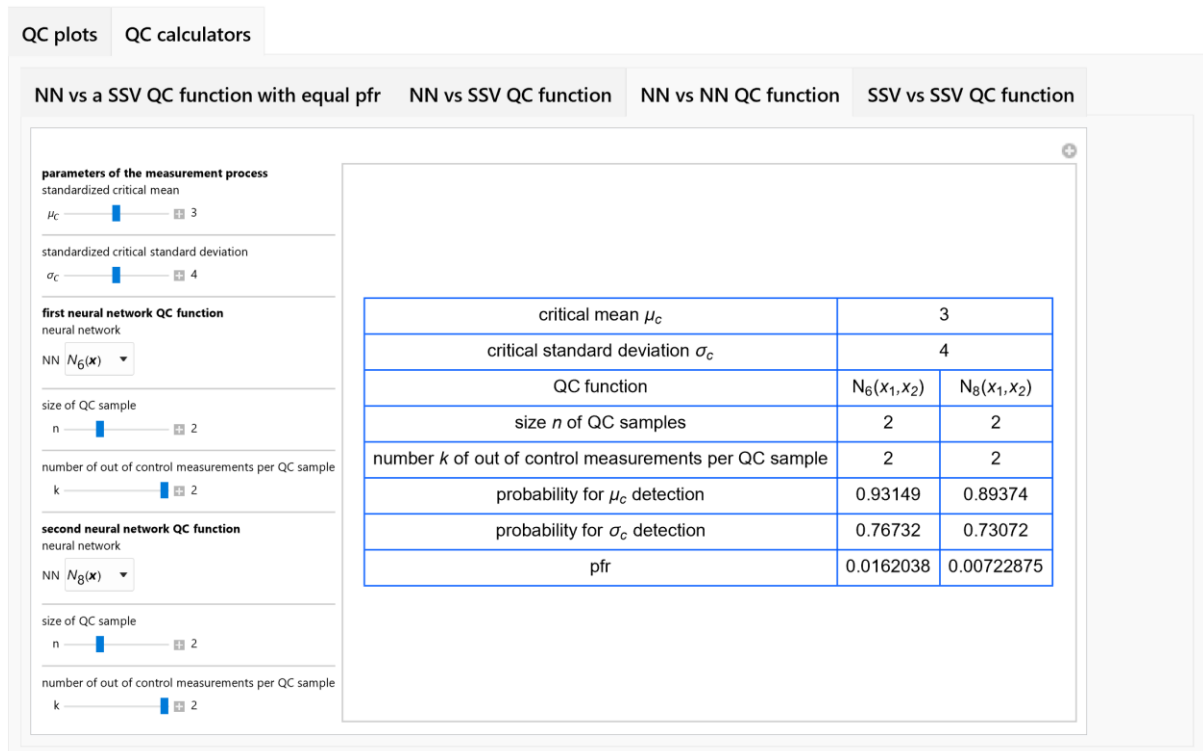 QC plots QC calculators
NN vs a SSV QC function with equal pfr NN vs SSV QC function NN vs NN QC function SSV vs SSV QC function
parameters of the measurement process
standardized critical mean
μc 3
standardized critical standard deviation
σc 4
first neural network QC function
neural network
NN N6(x)
size of QC sample
n 2
number of out of control measurements per QC sample
k 2
second neural network QC function
neural network
NN N8(x)
size of QC sample
n 2
number of out of control measurements per QC sample
k 2
critical mean μc 3
critical standard deviation σc 4
QC function N6(x1,x2) N8(x1,x2)
size n of QC samples 2 2
number k of out of control measurements per QC sample 2 2
probability for μc detection 0.93149 0.89374
probability for σc detection 0.76732 0.73072
pfr 0.0162038 0.00722875